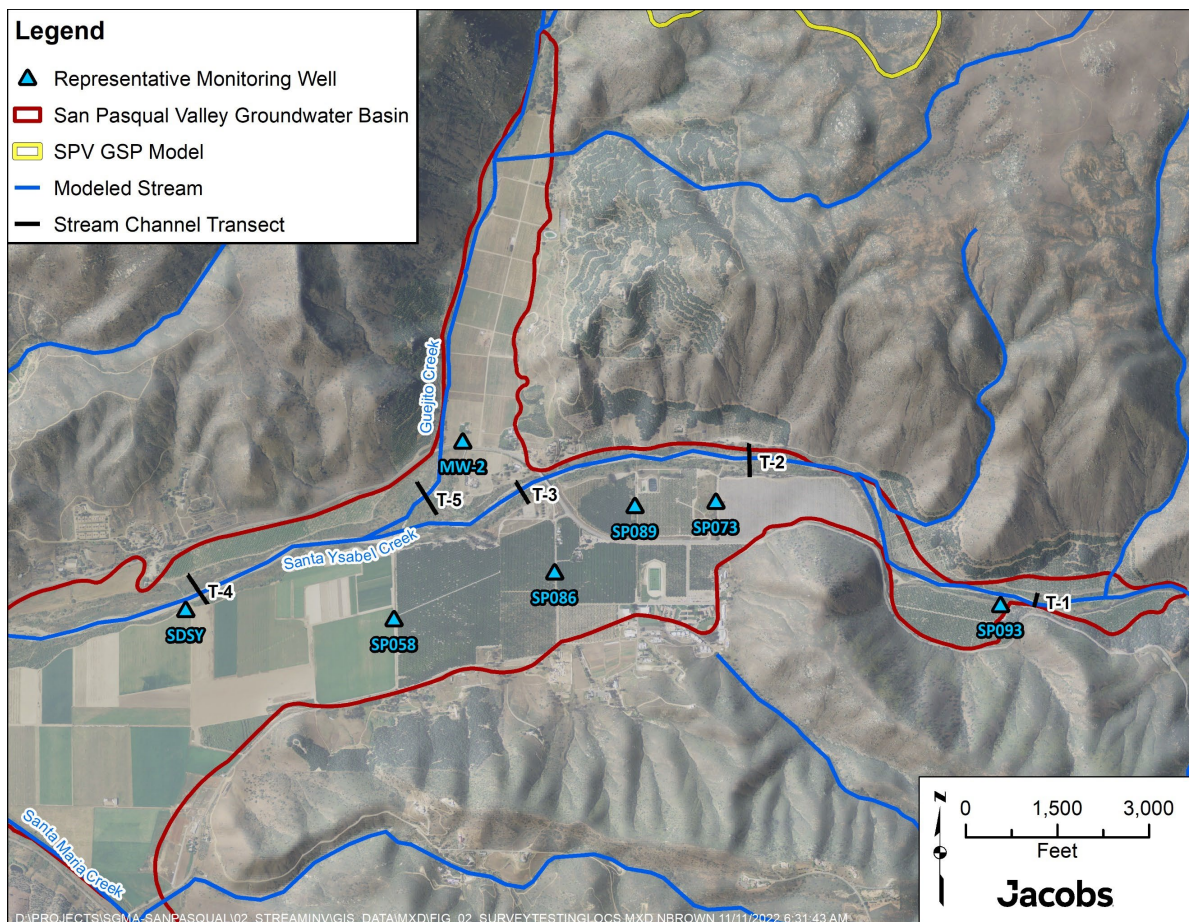 Legend
Representative Monitoring Well
San Pasqual Valley Groundwater Basin
SPV GSP Model
Modeled Stream
Stream Channel Transect
Guejito Creek
MW-2
T-5
T-3
T-2
SP089
SP073
Santa Ysabel Creek
T-4
SDSY
SP086
SP058
T-1
SP093
Santa Maria Creek
N
0 1,500 3,000
Feet
Jacobs
D:\PROJECTS\SGMA-SANPASQUAL\02_STREAMINV\GIS_DATA\MXD\FIG_02_SURVEYTESTINGLOCS.MXD NBROWN 11/11/2022 6:31:43 AM